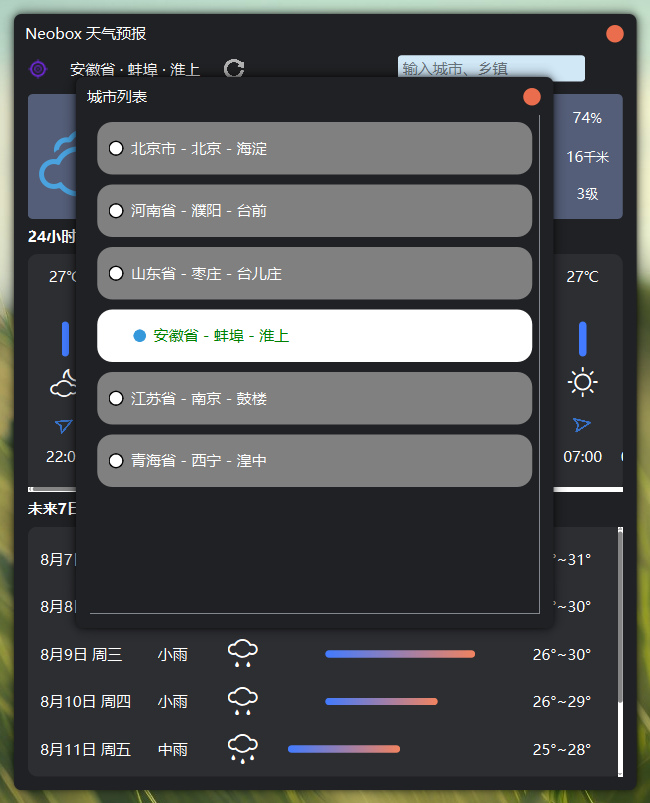 Neobox 天气预报
安徽省 · 蚌埠 · 淮上
输入城市、乡镇
城市列表
74%
北京市 - 北京 - 海淀
16千米
3级
河南省 - 濮阳 - 台前
24小时
27°C
山东省 - 枣庄 - 台儿庄
27°C
安徽省 - 蚌埠 - 淮上
江苏省 - 南京 - 鼓楼
22:0
青海省 - 西宁 - 湟中
07:00
未来7日
8月7日
°~31°
8月8日
°~30°
8月9日 周三 小雨 26°~30°
8月10日 周四 小雨 26°~29°
8月11日 周五 中雨 25°~28°